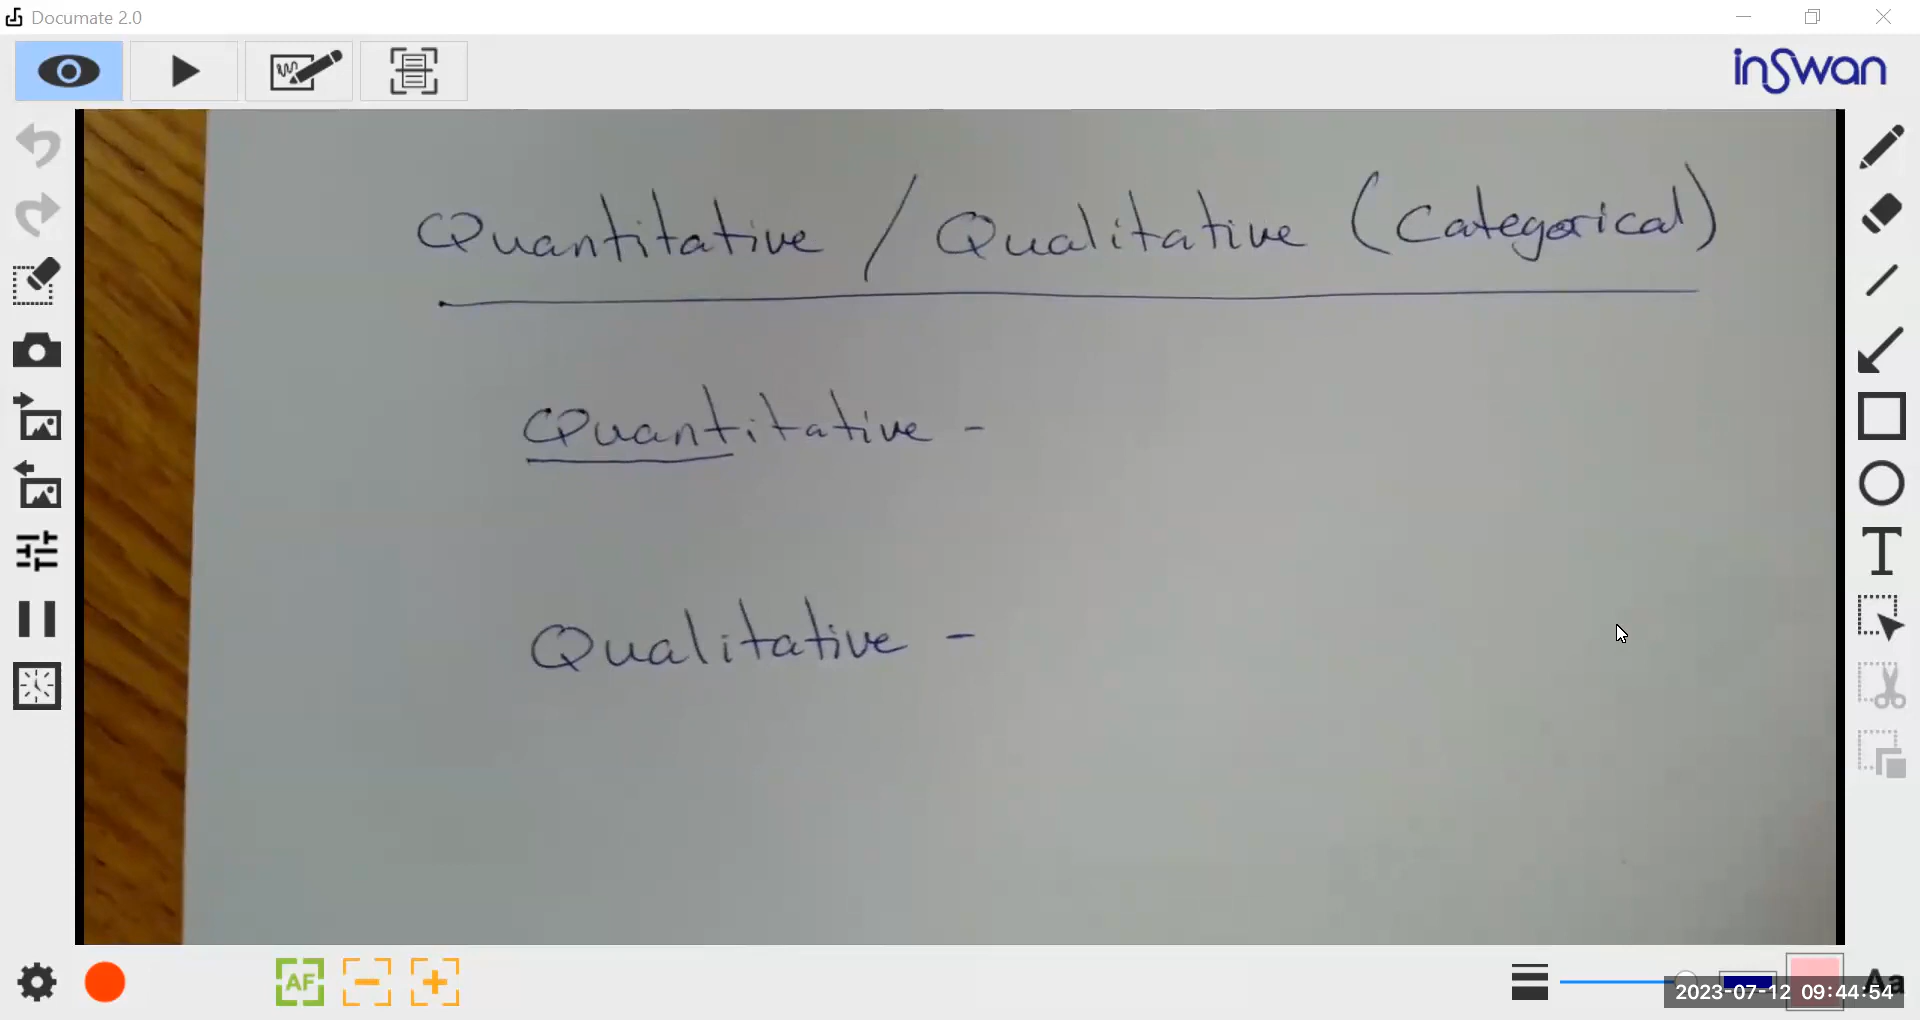 Documate 2.0
inSwan
Quantitative / Qualitative (Categorical)
Quantitative -
Qualitative -
AF
Aa
2023-07-12 09:44:54